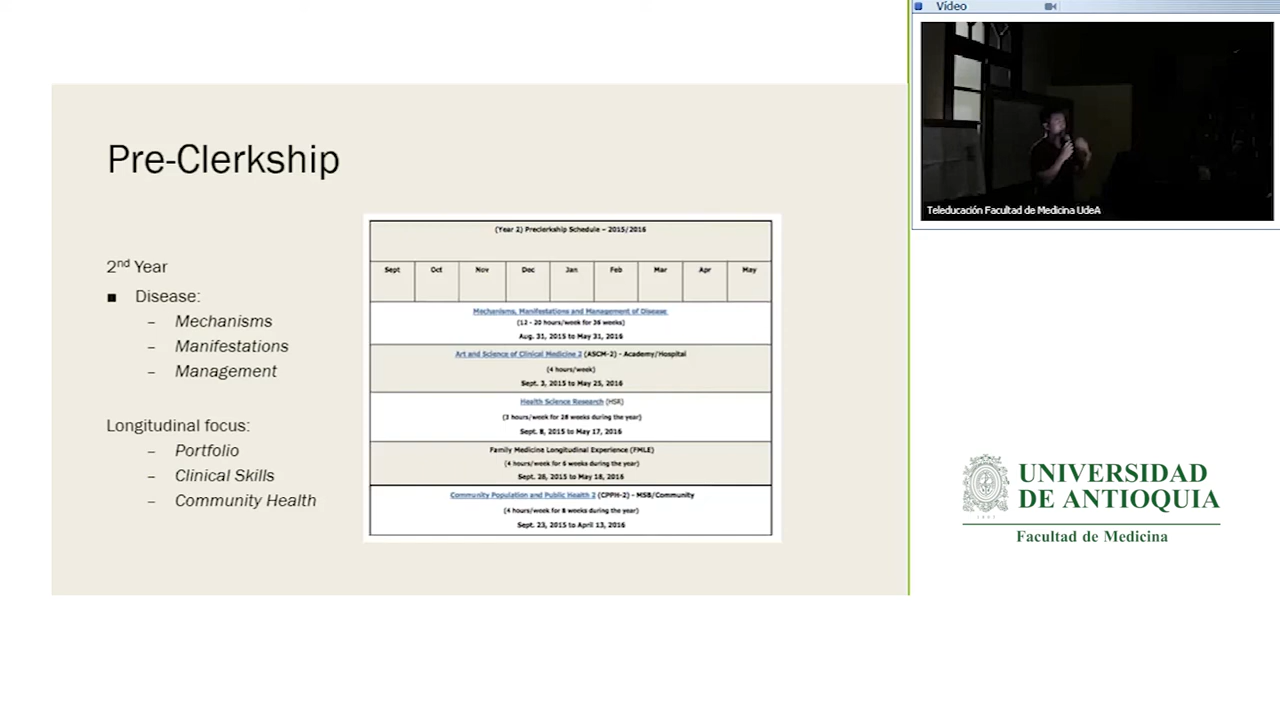 Pre-Clerkship
2nd Year
■ Disease:
– Mechanisms
– Manifestations
– Management
Longitudinal focus:
– Portfolio
– Clinical Skills
– Community Health
(Year 2) Preclerkship Schedule – 2015/2016
Sept Oct Nov Dec Jan Feb Mar Apr May
Mechanisms, Manifestations and Management of Disease
(12 - 20 hours/week for 36 weeks)
Aug. 31, 2015 to May 31, 2016
Art and Science of Clinical Medicine 2 (ASCM-2) - Academy/Hospital
(4 hours/week)
Sept. 3, 2015 to May 25, 2016
Health Science Research (HSR)
(3 hours/week for 28 weeks during the year)
Sept. 8, 2015 to May 17, 2016
Family Medicine Longitudinal Experience (FMLE)
(4 hours/week for 6 weeks during the year)
Sept. 28, 2015 to May 18, 2016
Community Population and Public Health 2 (CPPH-2) - MSB/Community
(4 hours/week for 8 weeks during the year)
Sept. 23, 2015 to April 13, 2016
Vídeo
Teleducación Facultad de Medicina UdeA
UNIVERSIDAD
DE ANTIOQUIA
Facultad de Medicina